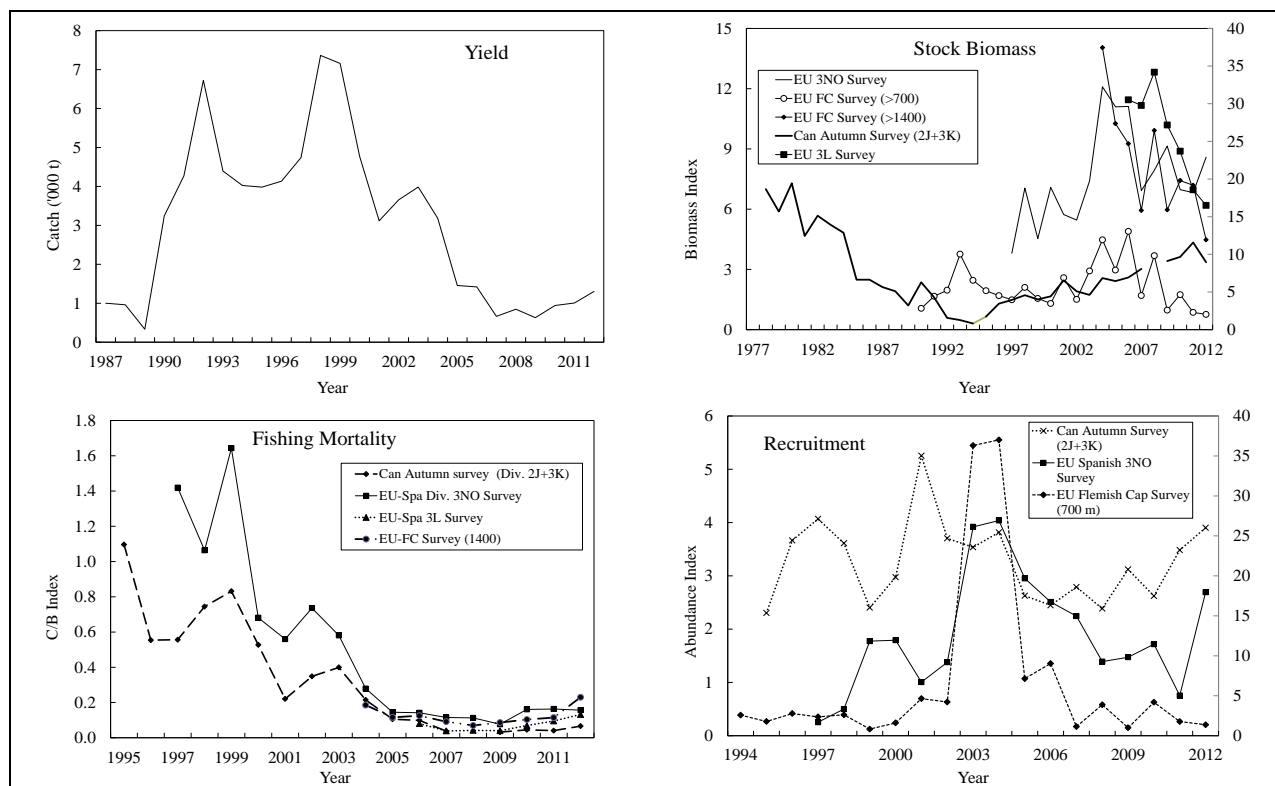 Yield
Catch ('000 t)
8
7
6
5
4
3
2
1
0
1987 1990 1993 1996 1999 2002 2005 2008 2011
Year
Stock Biomass
EU 3NO Survey
EU FC Survey (>700)
EU FC Survey (>1400)
Can Autumn Survey (2J+3K)
EU 3L Survey
Biomass Index
15
12
9
6
3
0
40
35
30
25
20
15
10
5
0
1977 1982 1987 1992 1997 2002 2007 2012
Year
Fishing Mortality
Can Autumn survey (Div. 2J+3K)
EU-Spa Div. 3NO Survey
EU-Spa 3L Survey
EU-FC Survey (1400)
C/B Index
1.8
1.6
1.4
1.2
1.0
0.8
0.6
0.4
0.2
0.0
1995 1997 1999 2001 2003 2005 2007 2009 2011
Year
Recruitment
Can Autumn Survey
(2J+3K)
EU Spanish 3NO
Survey
EU Flemish Cap Survey
(700 m)
Abundance Index
6
5
4
3
2
1
0
40
35
30
25
20
15
10
5
0
1994 1997 2000 2003 2006 2009 2012
Year